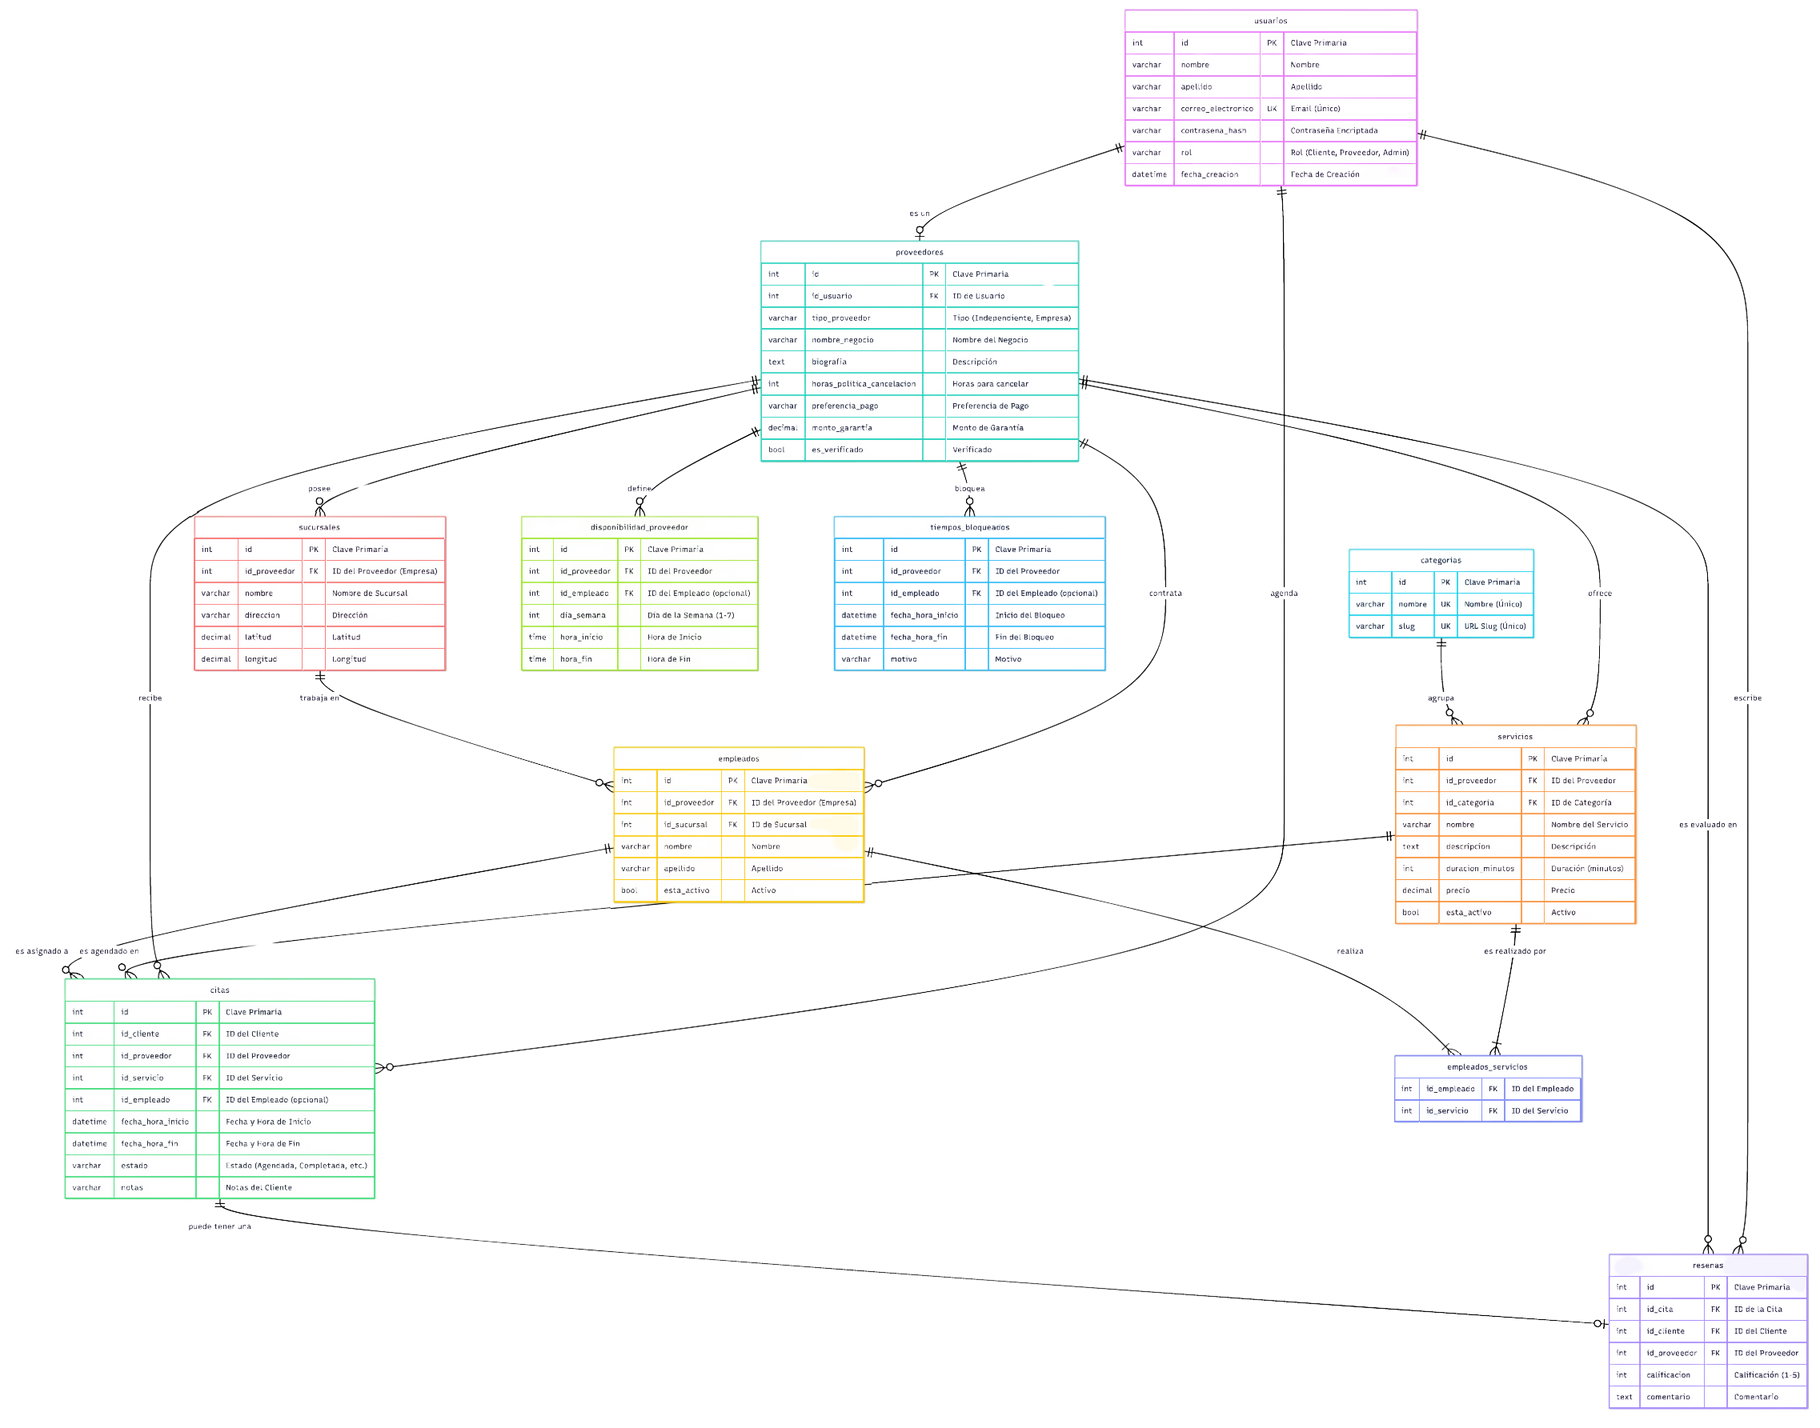 usuarios
int id PK Clave Primaria
varchar nombre Nombre
varchar apellido Apellido
varchar correo_electronico UK Email (Único)
varchar contrasena_hash Contraseña Encriptada
varchar rol Rol (Cliente, Proveedor, Admin)
datetime fecha_creacion Fecha de Creación
es un
proveedores
int id PK Clave Primaria
int id_usuario FK ID de Usuario
varchar tipo_proveedor Tipo (Independiente, Empresa)
varchar nombre_negocio Nombre del Negocio
text biografia Descripción
int horas_politica_cancelacion Horas para cancelar
varchar preferencia_pago Preferencia de Pago
decimal monto_garantia Monto de Garantía
bool es_verificado Verificado
posee
define
bloquea
sucursales
int id PK Clave Primaria
int id_proveedor FK ID del Proveedor (Empresa)
varchar nombre Nombre de Sucursal
varchar direccion Dirección
decimal latitud Latitud
decimal longitud Longitud
disponibilidad_proveedor
int id PK Clave Primaria
int id_proveedor FK ID del Proveedor
int id_empleado FK ID del Empleado (opcional)
int dia_semana Día de la Semana (1-7)
time hora_inicio Hora de Inicio
time hora_fin Hora de Fin
tiempos_bloqueados
int id PK Clave Primaria
int id_proveedor FK ID del Proveedor
int id_empleado FK ID del Empleado (opcional)
datetime fecha_hora_inicio Inicio del Bloqueo
datetime fecha_hora_fin Fin del Bloqueo
varchar motivo Motivo
contrata
agenda
categorias
int id PK Clave Primaria
varchar nombre UK Nombre (Único)
varchar slug UK URL Slug (Único)
ofrece
recibe
trabaja en
agrupa
escribe
empleados
int id PK Clave Primaria
int id_proveedor FK ID del Proveedor (Empresa)
int id_sucursal FK ID de Sucursal
varchar nombre Nombre
varchar apellido Apellido
bool esta_activo Activo
servicios
int id PK Clave Primaria
int id_proveedor FK ID del Proveedor
int id_categoria FK ID de Categoría
varchar nombre Nombre del Servicio
text descripcion Descripción
int duracion_minutos Duración (minutos)
decimal precio Precio
bool esta_activo Activo
es evaluado en
es asignado a
es agendado en
realiza
es realizado por
citas
int id PK Clave Primaria
int id_cliente FK ID del Cliente
int id_proveedor FK ID del Proveedor
int id_servicio FK ID del Servicio
int id_empleado FK ID del Empleado (opcional)
datetime fecha_hora_inicio Fecha y Hora de Inicio
datetime fecha_hora_fin Fecha y Hora de Fin
varchar estado Estado (Agendada, Completada, etc.)
varchar notas Notas del Cliente
empleados_servicios
int id_empleado FK ID del Empleado
int id_servicio FK ID del Servicio
puede tener una
resenas
int id PK Clave Primaria
int id_cita FK ID de la Cita
int id_cliente FK ID del Cliente
int id_proveedor FK ID del Proveedor
int calificacion Calificación (1-5)
text comentario Comentario